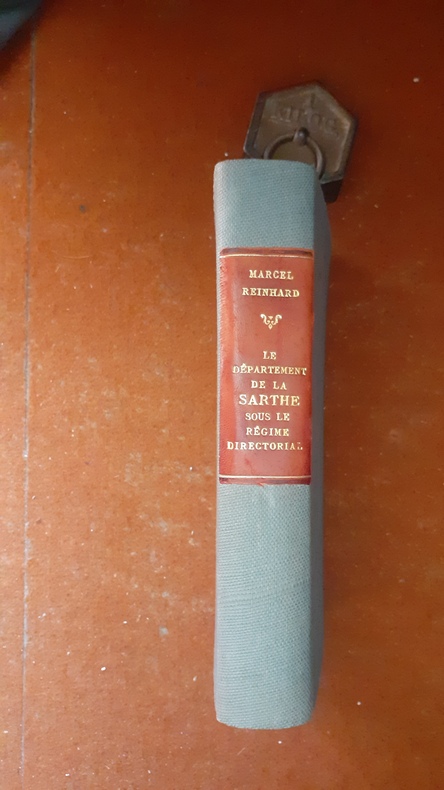 MARCEL
REINHARD
LE
DÉPARTEMENT
DE LA
SARTHE
SOUS LE
RÉGIME
DIRECTORIAL